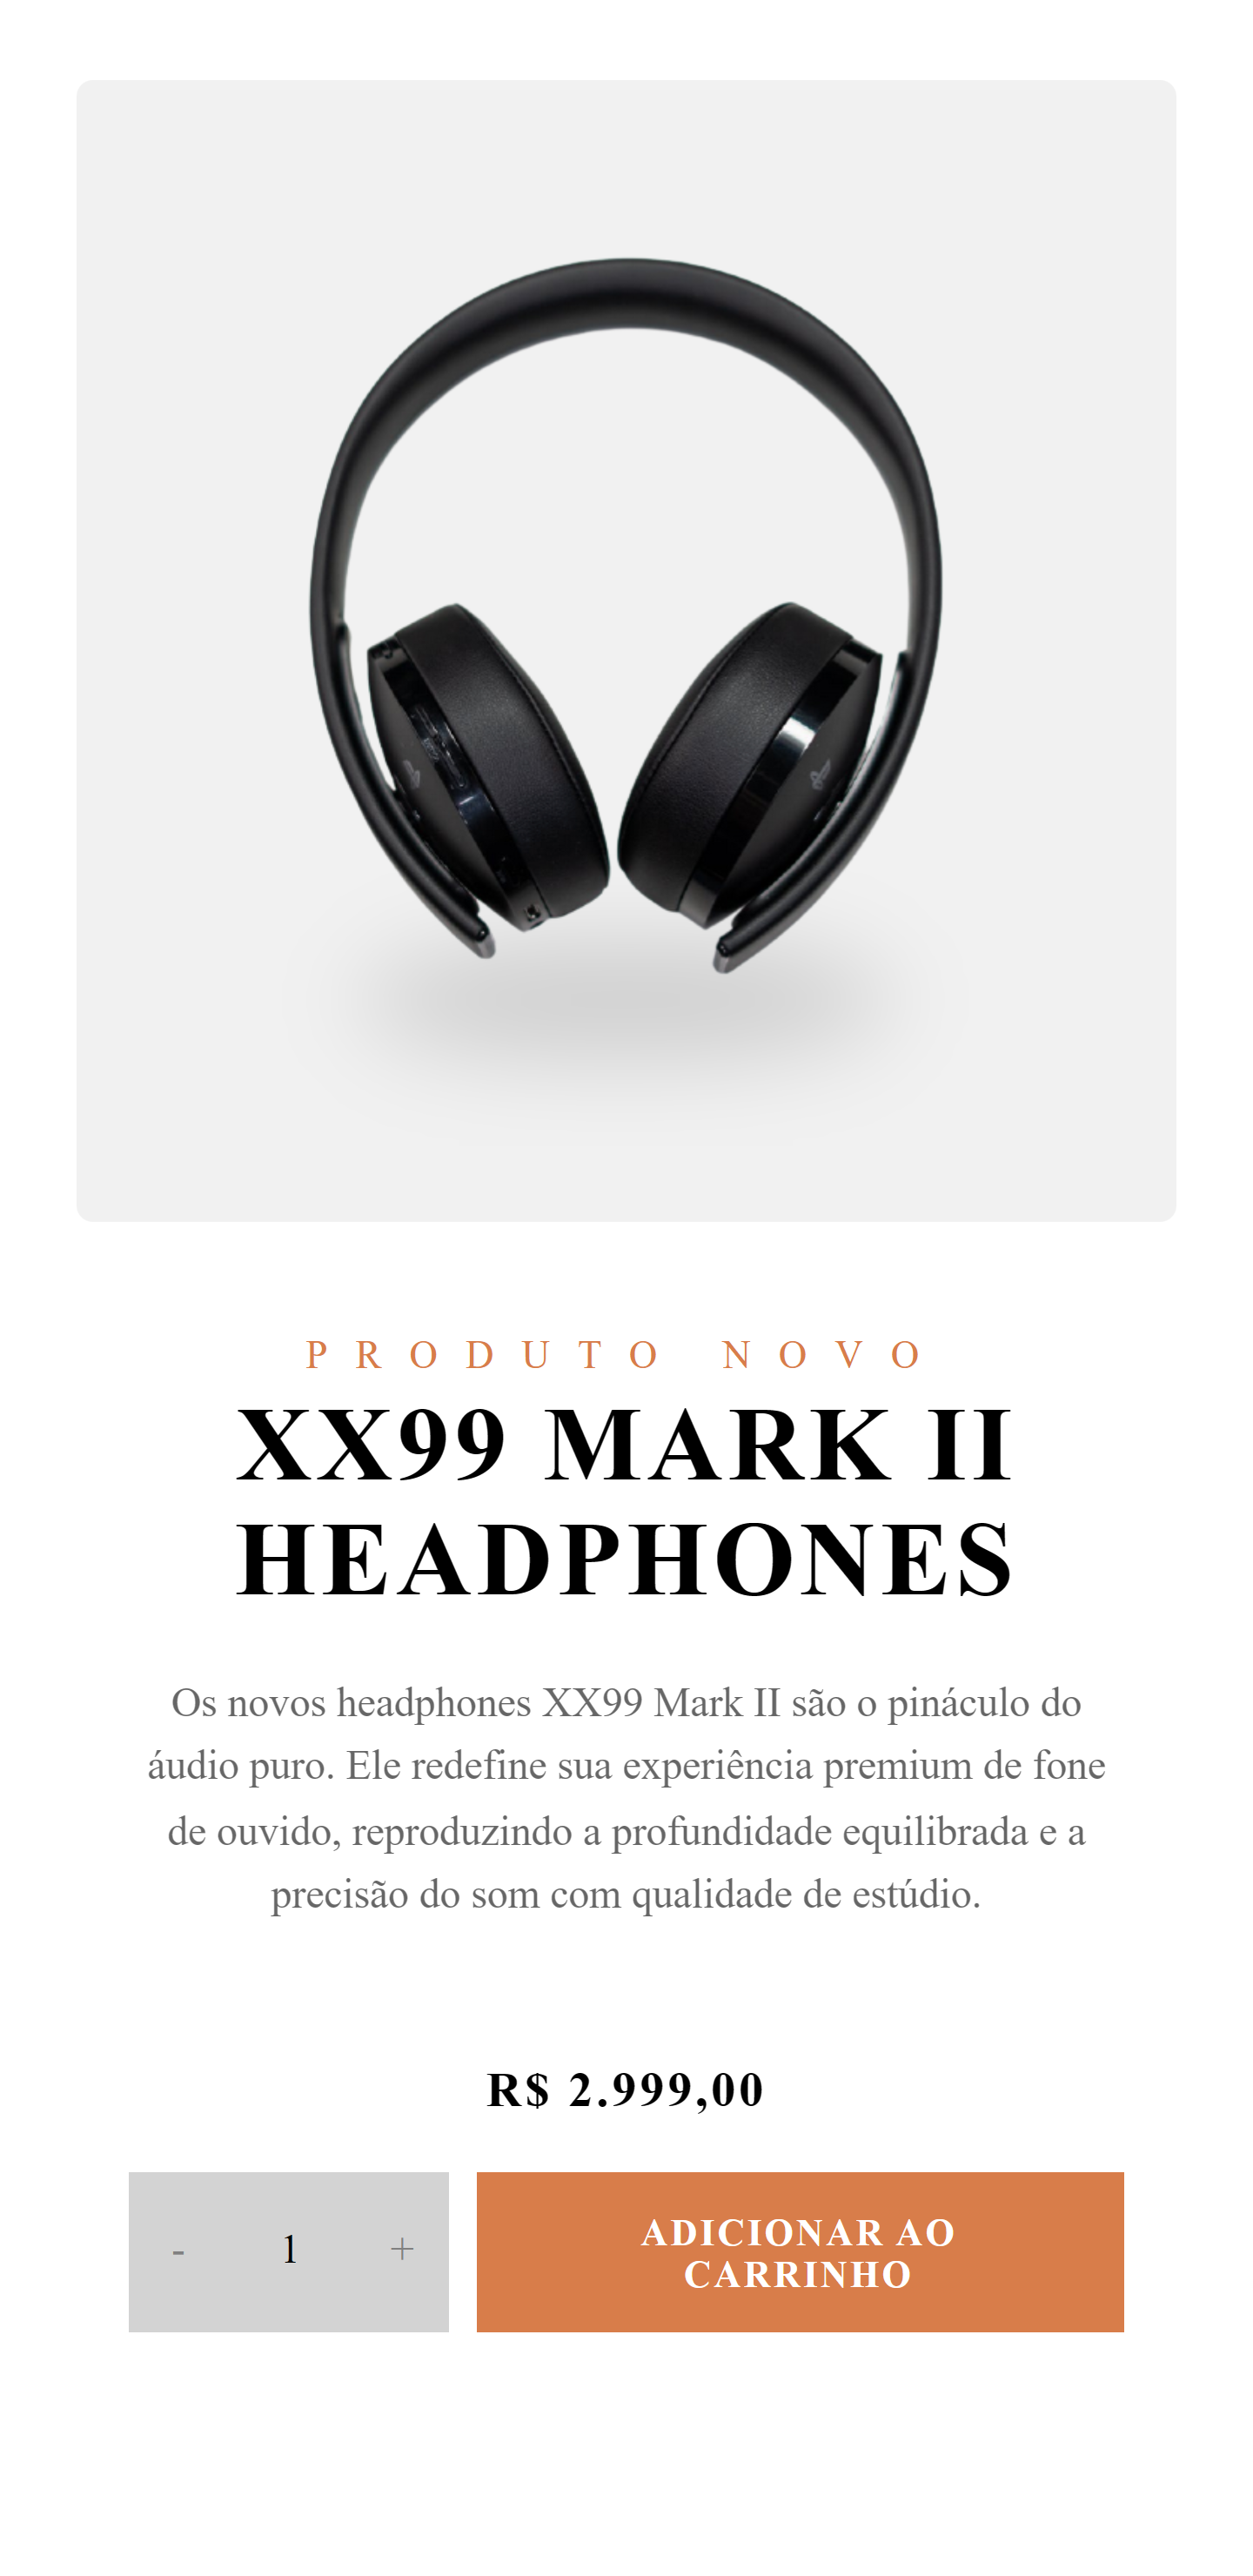 PRODUTO NOVO
XX99 MARK II
HEADPHONES
Os novos headphones XX99 Mark II são o pináculo do
áudio puro. Ele redefine sua experiência premium de fone
de ouvido, reproduzindo a profundidade equilibrada e a
precisão do som com qualidade de estúdio.
R$ 2.999,00
- 1 +
ADICIONAR AO
CARRINHO